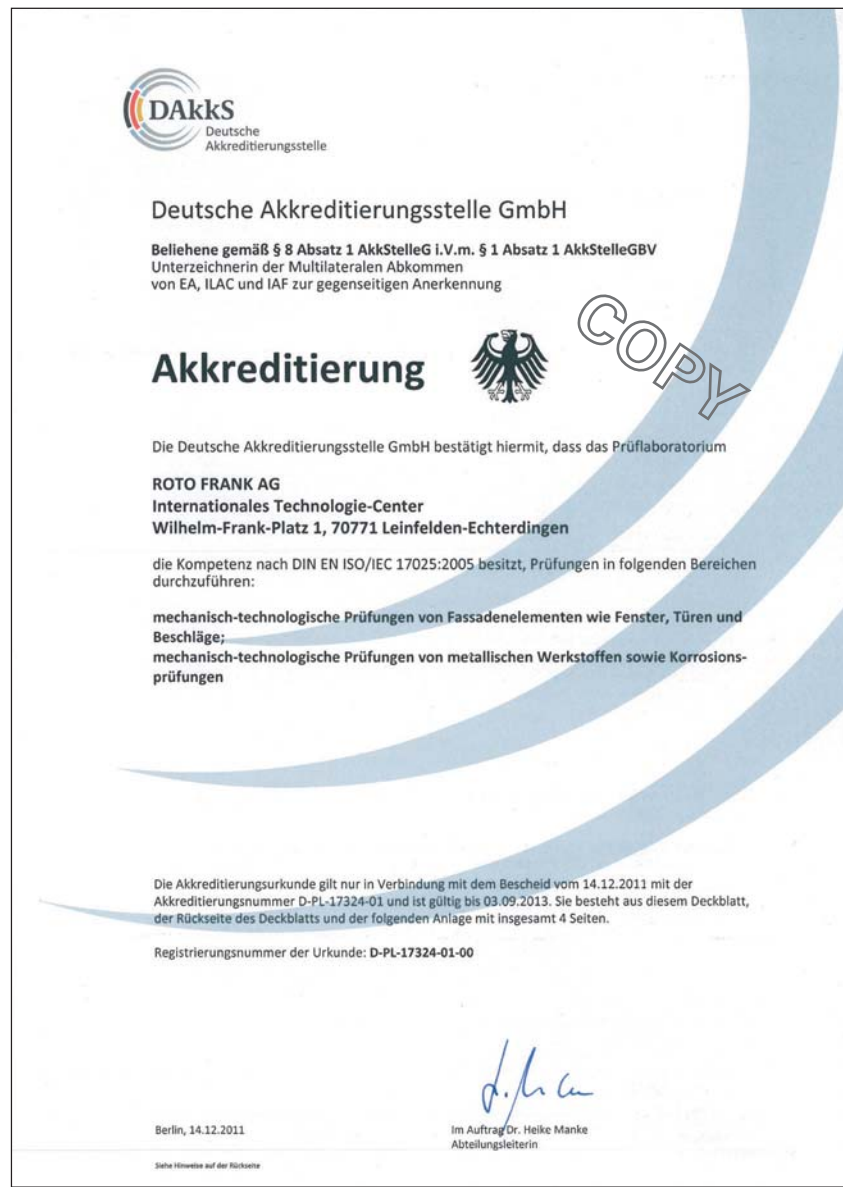 DAkkS
Deutsche
Akkreditierungsstelle
Deutsche Akkreditierungsstelle GmbH
Beliehene gemäß § 8 Absatz 1 AkkStelleG i.V.m. § 1 Absatz 1 AkkStelleGBV
Unterzeichnerin der Multilateralen Abkommen
von EA, ILAC und IAF zur gegenseitigen Anerkennung
COPY
Akkreditierung
Die Deutsche Akkreditierungsstelle GmbH bestätigt hiermit, dass das Prüflaboratorium
ROTO FRANK AG
Internationales Technologie-Center
Wilhelm-Frank-Platz 1, 70771 Leinfelden-Echterdingen
die Kompetenz nach DIN EN ISO/IEC 17025:2005 besitzt, Prüfungen in folgenden Bereichen
durchzuführen:
mechanisch-technologische Prüfungen von Fassadenelementen wie Fenster, Türen und
Beschläge;
mechanisch-technologische Prüfungen von metallischen Werkstoffen sowie Korrosions-
prüfungen
Die Akkreditierungsurkunde gilt nur in Verbindung mit dem Bescheid vom 14.12.2011 mit der
Akkreditierungsnummer D-PL-17324-01 und ist gültig bis 03.09.2013. Sie besteht aus diesem Deckblatt,
der Rückseite des Deckblatts und der folgenden Anlage mit insgesamt 4 Seiten.
Registrierungsnummer der Urkunde: D-PL-17324-01-00
Berlin, 14.12.2011
Im Auftrag Dr. Heike Manke
Abteilungsleiterin
Siehe Hinweise auf der Rückseite